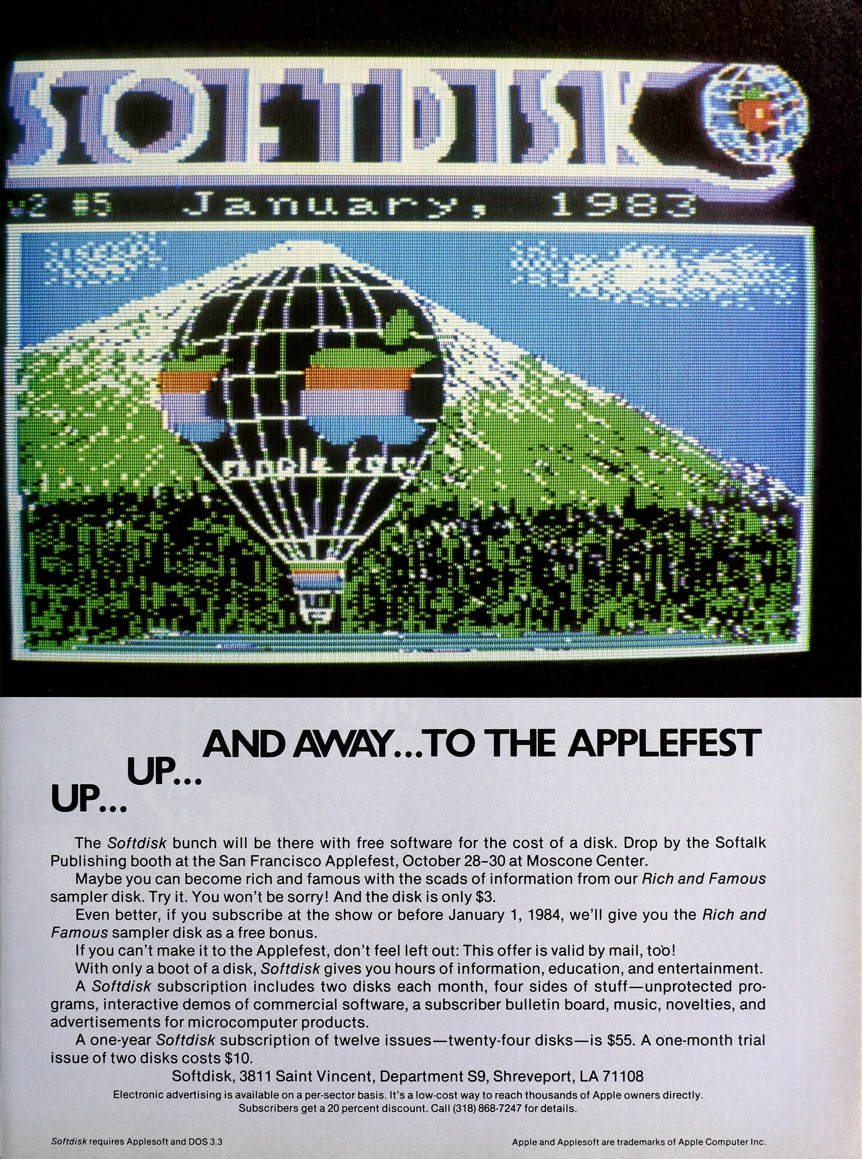 SOFTDISK
v2 #5 January, 1983
apple
UP... UP... AND AWAY...TO THE APPLEFEST
The Softdisk bunch will be there with free software for the cost of a disk. Drop by the Softalk
Publishing booth at the San Francisco Applefest, October 28–30 at Moscone Center.
Maybe you can become rich and famous with the scads of information from our Rich and Famous
sampler disk. Try it. You won't be sorry! And the disk is only $3.
Even better, if you subscribe at the show or before January 1, 1984, we'll give you the Rich and
Famous sampler disk as a free bonus.
If you can't make it to the Applefest, don't feel left out: This offer is valid by mail, too!
With only a boot of a disk, Softdisk gives you hours of information, education, and entertainment.
A Softdisk subscription includes two disks each month, four sides of stuff—unprotected pro-
grams, interactive demos of commercial software, a subscriber bulletin board, music, novelties, and
advertisements for microcomputer products.
A one-year Softdisk subscription of twelve issues—twenty-four disks—is $55. A one-month trial
issue of two disks costs $10.
Softdisk, 3811 Saint Vincent, Department S9, Shreveport, LA 71108
Electronic advertising is available on a per-sector basis. It's a low-cost way to reach thousands of Apple owners directly.
Subscribers get a 20 percent discount. Call (318) 868-7247 for details.
Softdisk requires Applesoft and DOS 3.3
Apple and Applesoft are trademarks of Apple Computer Inc.